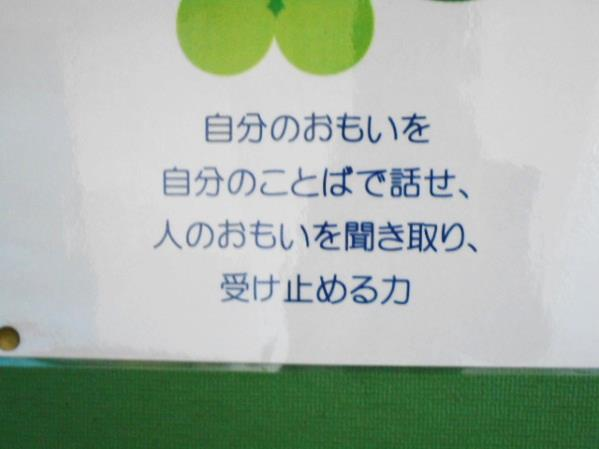 自分のおもいを
自分のことばで話せ、
人のおもいを聞き取り、
受け止める力